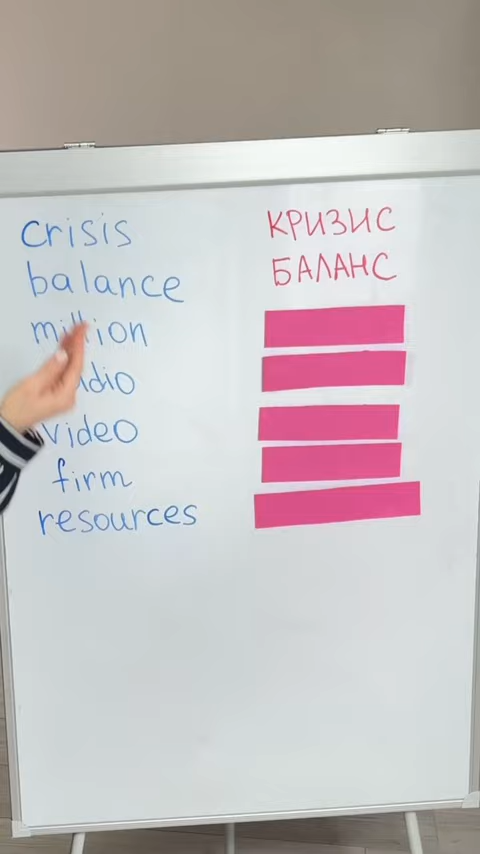 crisis КРИЗИС
balance БАЛАНС
million
video
firm
resources